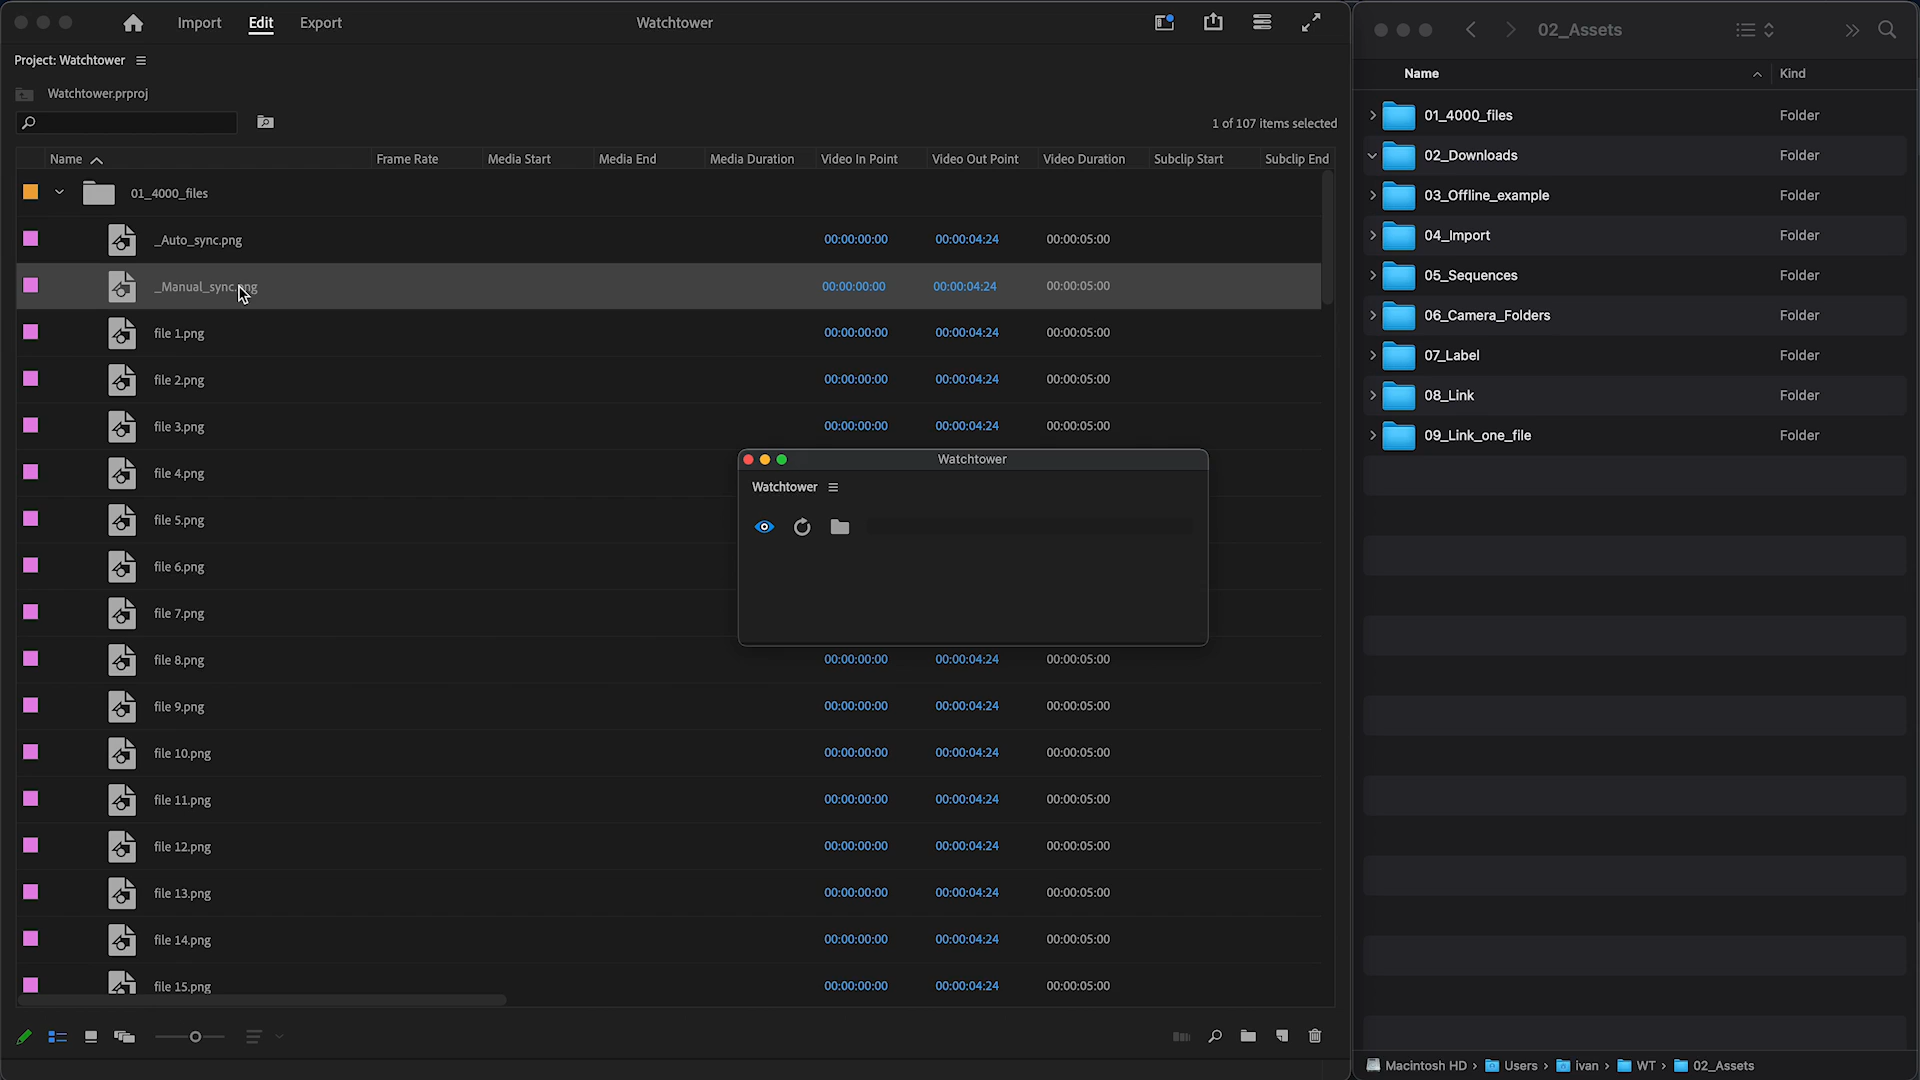 Import Edit Export Watchtower
Project: Watchtower
Watchtower.prproj
1 of 107 items selected
Name Frame Rate Media Start Media End Media Duration Video In Point Video Out Point Video Duration Subclip Start Subclip End
01_4000_files
_Auto_sync.png 00:00:00:00 00:00:04:24 00:00:05:00
_Manual_sync.png 00:00:00:00 00:00:04:24 00:00:05:00
file 1.png 00:00:00:00 00:00:04:24 00:00:05:00
file 2.png 00:00:00:00 00:00:04:24 00:00:05:00
file 3.png 00:00:00:00 00:00:04:24 00:00:05:00
file 4.png
file 5.png
file 6.png
file 7.png
file 8.png 00:00:00:00 00:00:04:24 00:00:05:00
file 9.png 00:00:00:00 00:00:04:24 00:00:05:00
file 10.png 00:00:00:00 00:00:04:24 00:00:05:00
file 11.png 00:00:00:00 00:00:04:24 00:00:05:00
file 12.png 00:00:00:00 00:00:04:24 00:00:05:00
file 13.png 00:00:00:00 00:00:04:24 00:00:05:00
file 14.png 00:00:00:00 00:00:04:24 00:00:05:00
file 15.png 00:00:00:00 00:00:04:24 00:00:05:00
Watchtower
Watchtower
02_Assets
Name Kind
01_4000_files Folder
02_Downloads Folder
03_Offline_example Folder
04_Import Folder
05_Sequences Folder
06_Camera_Folders Folder
07_Label Folder
08_Link Folder
09_Link_one_file Folder
Macintosh HD › Users › ivan › WT › 02_Assets